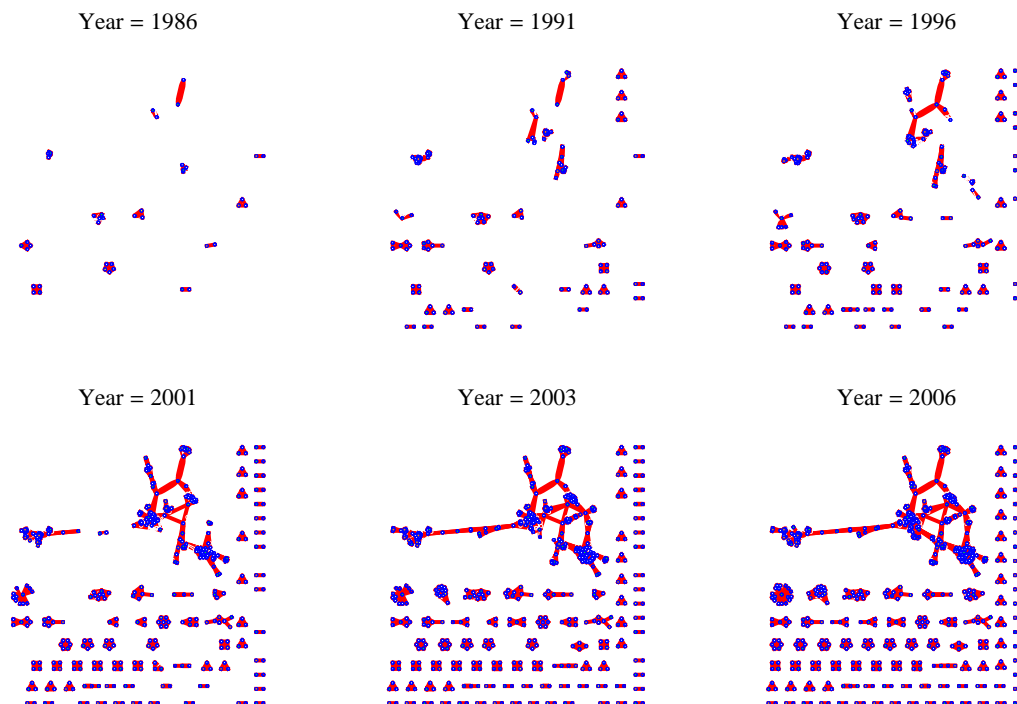 Year = 1986
Year = 1991
Year = 1996
Year = 2001
Year = 2003
Year = 2006